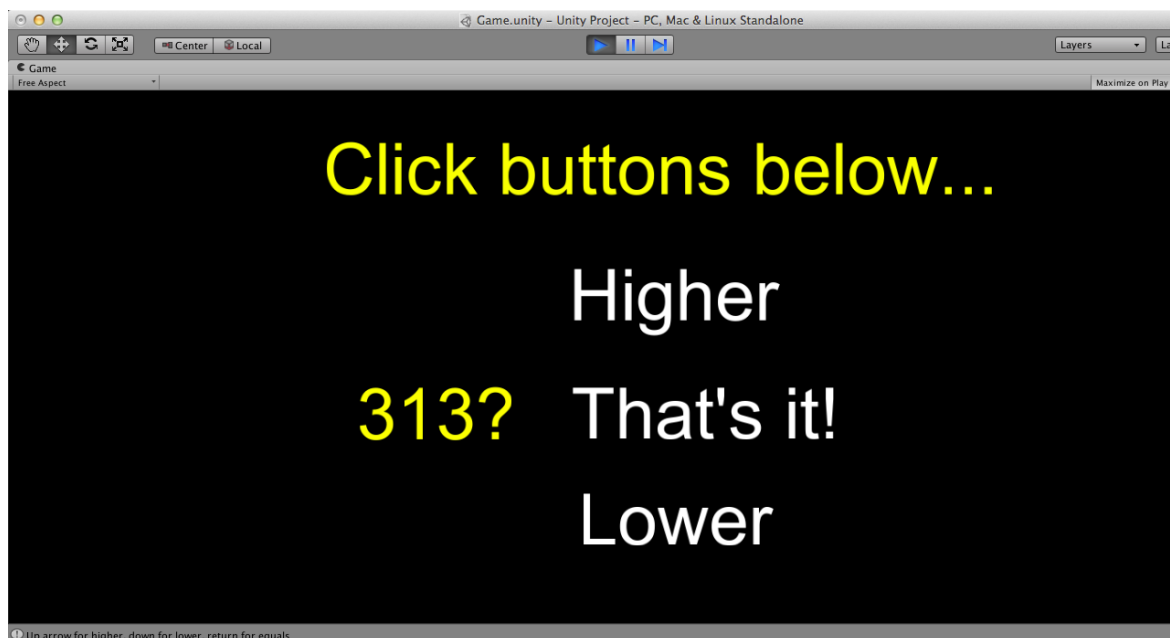 Game.unity – Unity Project – PC, Mac & Linux Standalone
Center Local Layers
Game
Free Aspect Maximize on Play
Click buttons below...
Higher
313? That's it!
Lower
Up arrow for higher, down for lower, return for equals